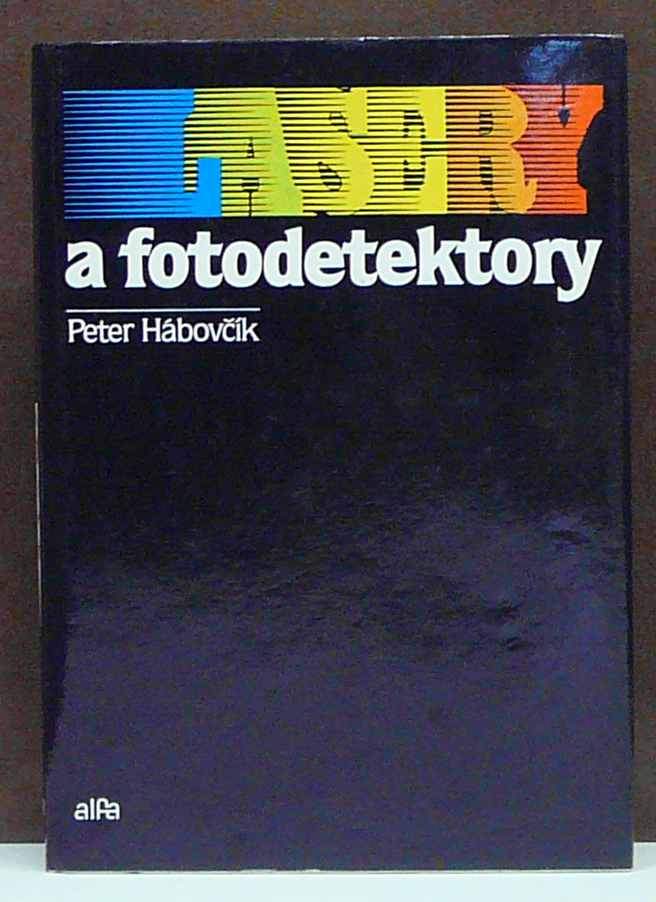 LASERY
a fotodetektory
Peter Hábovčík
alfa